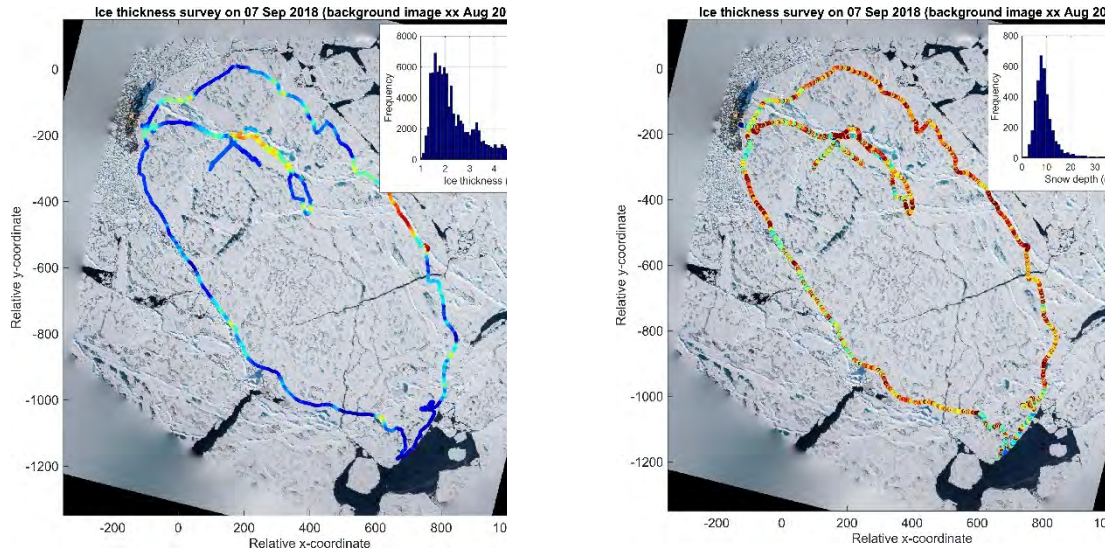 Ice thickness survey on 07 Sep 2018 (background image xx Aug 20
8000
6000
4000
2000
0
Frequency
1 2 3 4
Ice thickness (
0
-200
-400
-600
-800
-1000
-1200
Relative y-coordinate
-200 0 200 400 600 800 10
Relative x-coordinate
Ice thickness survey on 07 Sep 2018 (background image xx Aug 20
800
600
400
200
0
Frequency
0 10 20 30
Snow depth (
0
-200
-400
-600
-800
-1000
-1200
Relative y-coordinate
-200 0 200 400 600 800 10
Relative x-coordinate